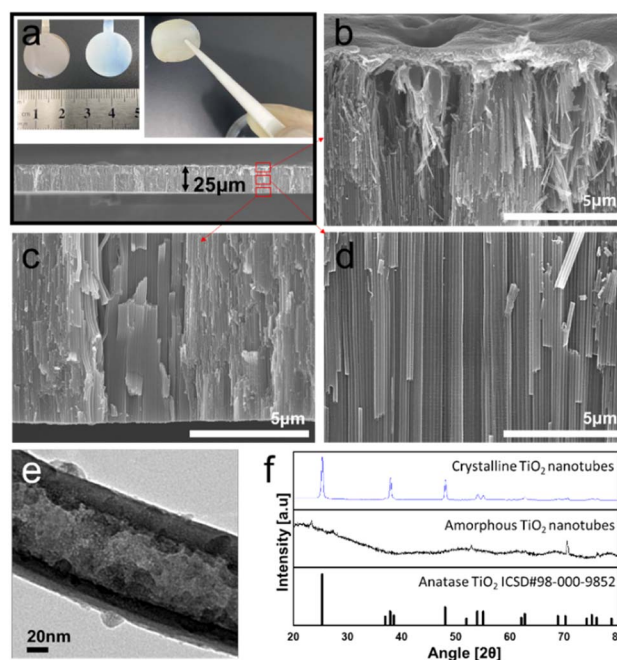 a
1 2 3 4 5
25μm
b
5μm
c
5μm
d
5μm
e
20nm
f
Crystalline TiO₂ nanotubes
Amorphous TiO₂ nanotubes
Anatase TiO₂ ICSD#98-000-9852
Intensity [a.u]
20 30 40 50 60 70 80
Angle [2θ]